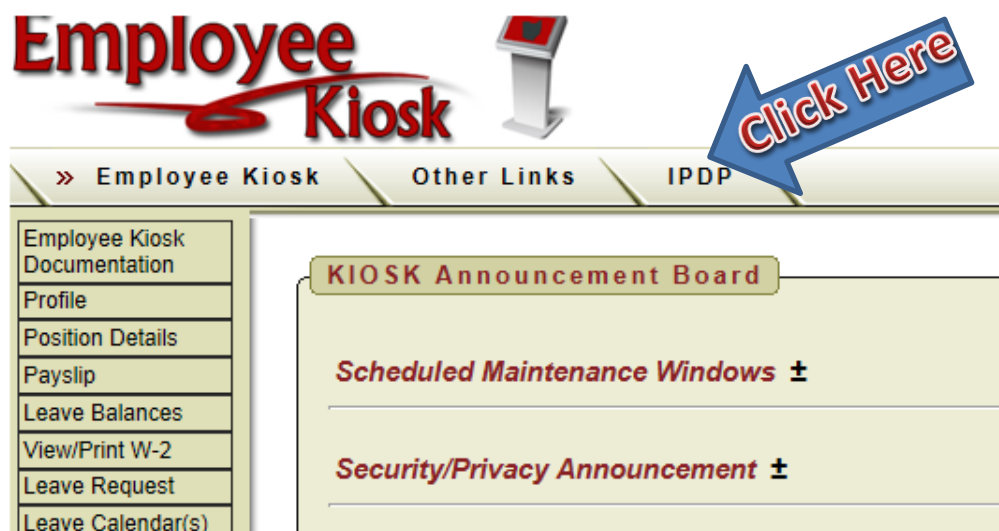 Employee
Kiosk
Click Here
» Employee Kiosk
Other Links
IPDP
Employee Kiosk
Documentation
Profile
Position Details
Payslip
Leave Balances
View/Print W-2
Leave Request
Leave Calendar(s)
KIOSK Announcement Board
Scheduled Maintenance Windows ±
Security/Privacy Announcement ±